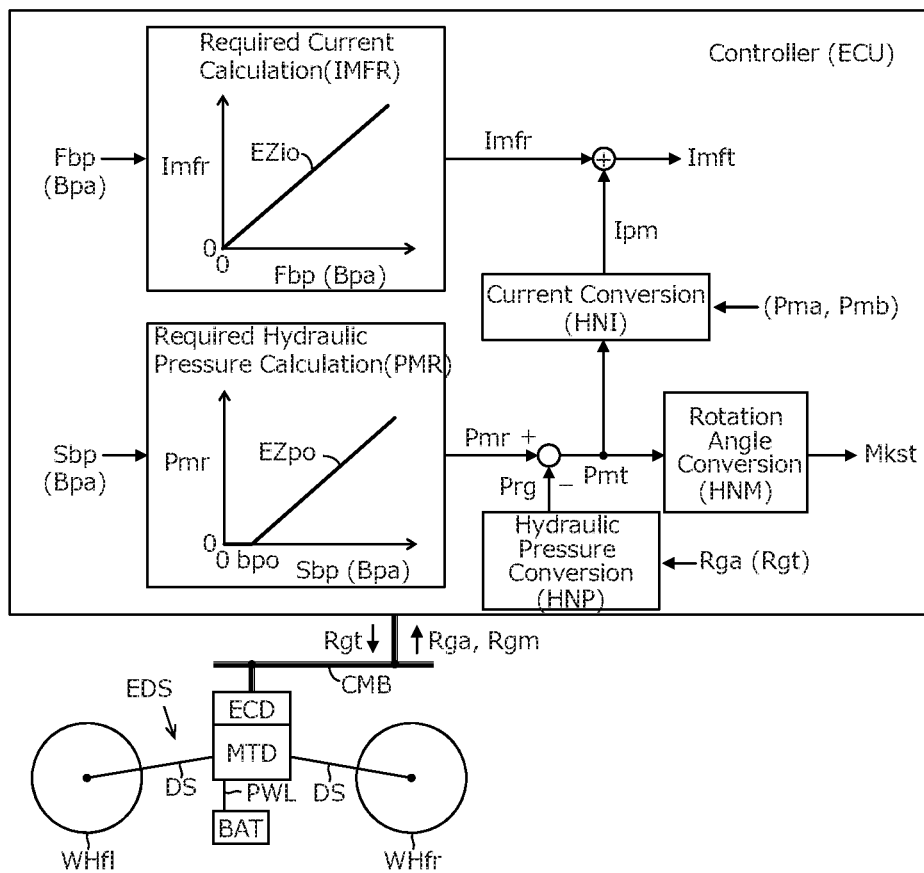 Required Current
Calculation(IMFR)
Controller (ECU)
Fbp
(Bpa)
Imfr
EZio
0
0
Fbp (Bpa)
Imfr
+
Imft
Ipm
Current Conversion
(HNI)
(Pma, Pmb)
Required Hydraulic
Pressure Calculation(PMR)
Sbp
(Bpa)
Pmr
EZpo
0
0 bpo
Sbp (Bpa)
Pmr +
Prg −
Pmt
Rotation
Angle
Conversion
(HNM)
Mkst
Hydraulic
Pressure
Conversion
(HNP)
Rga (Rgt)
Rgt
Rga, Rgm
CMB
EDS
ECD
MTD
DS
DS
PWL
BAT
WHfl
WHfr